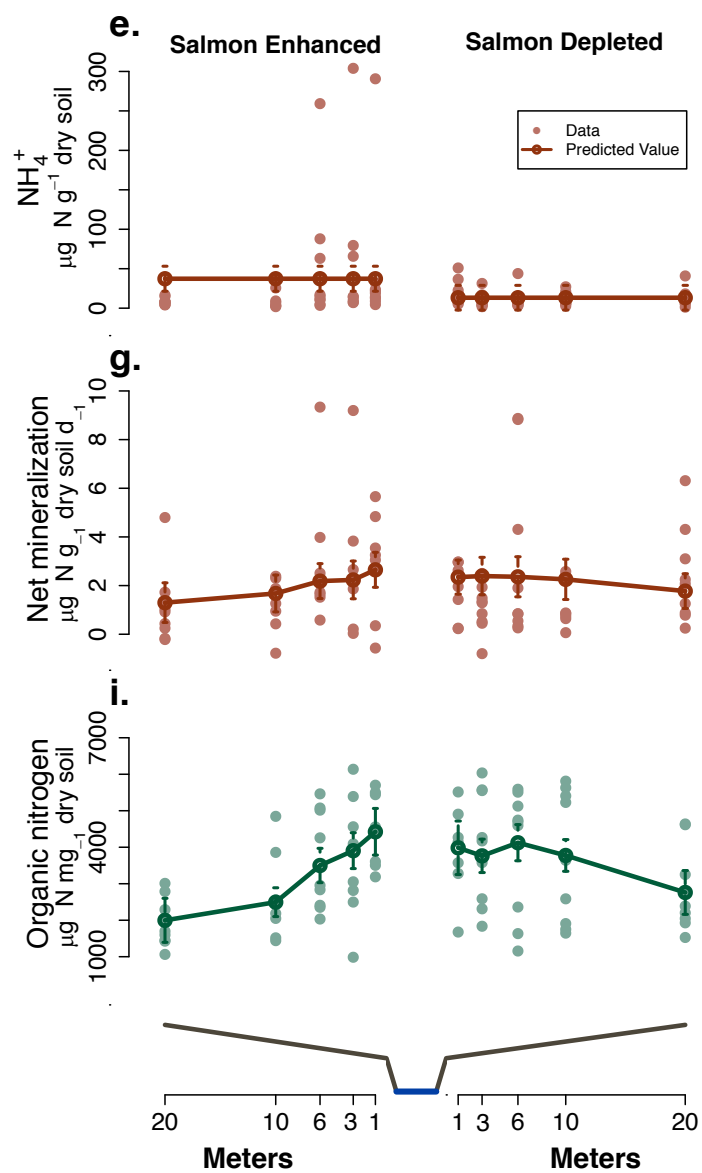 e.
Salmon Enhanced
Salmon Depleted
NH₄⁺
µg N g⁻¹ dry soil
300
200
100
0
Data
Predicted Value
g.
Net mineralization
µg N g₋₁ dry soil d₋₁
10
8
6
4
2
0
i.
Organic nitrogen
µg N mg₋₁ dry soil
7000
4000
1000
20 10 6 3 1 1 3 6 10 20
Meters
Meters